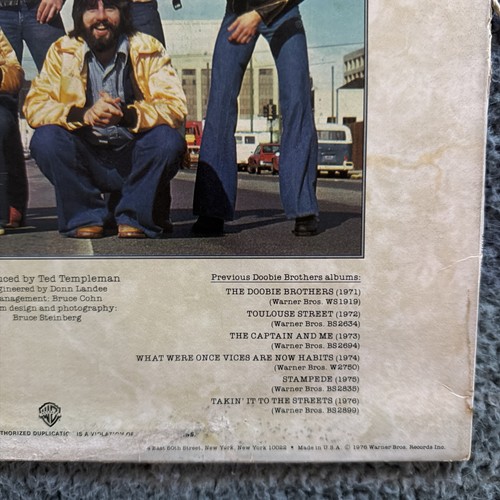 uced by Ted Templeman
gineered by Donn Landee
anagement: Bruce Cohn
m design and photography:
Bruce Steinberg
Previous Doobie Brothers albums:
THE DOOBIE BROTHERS (1971)
(Warner Bros. WS1919)
TOULOUSE STREET (1972)
(Warner Bros. BS2634)
THE CAPTAIN AND ME (1973)
(Warner Bros. BS2694)
WHAT WERE ONCE VICES ARE NOW HABITS (1974)
(Warner Bros. W2750)
STAMPEDE (1975)
(Warner Bros. BS2835)
TAKIN' IT TO THE STREETS (1976)
(Warner Bros. BS2899)
THORIZED DUPLICATIC IS A VIOLATION OF
e East 50th Street, New York, New York 10022 • Made in U.S.A. © 1976 Warner Bros. Records Inc.